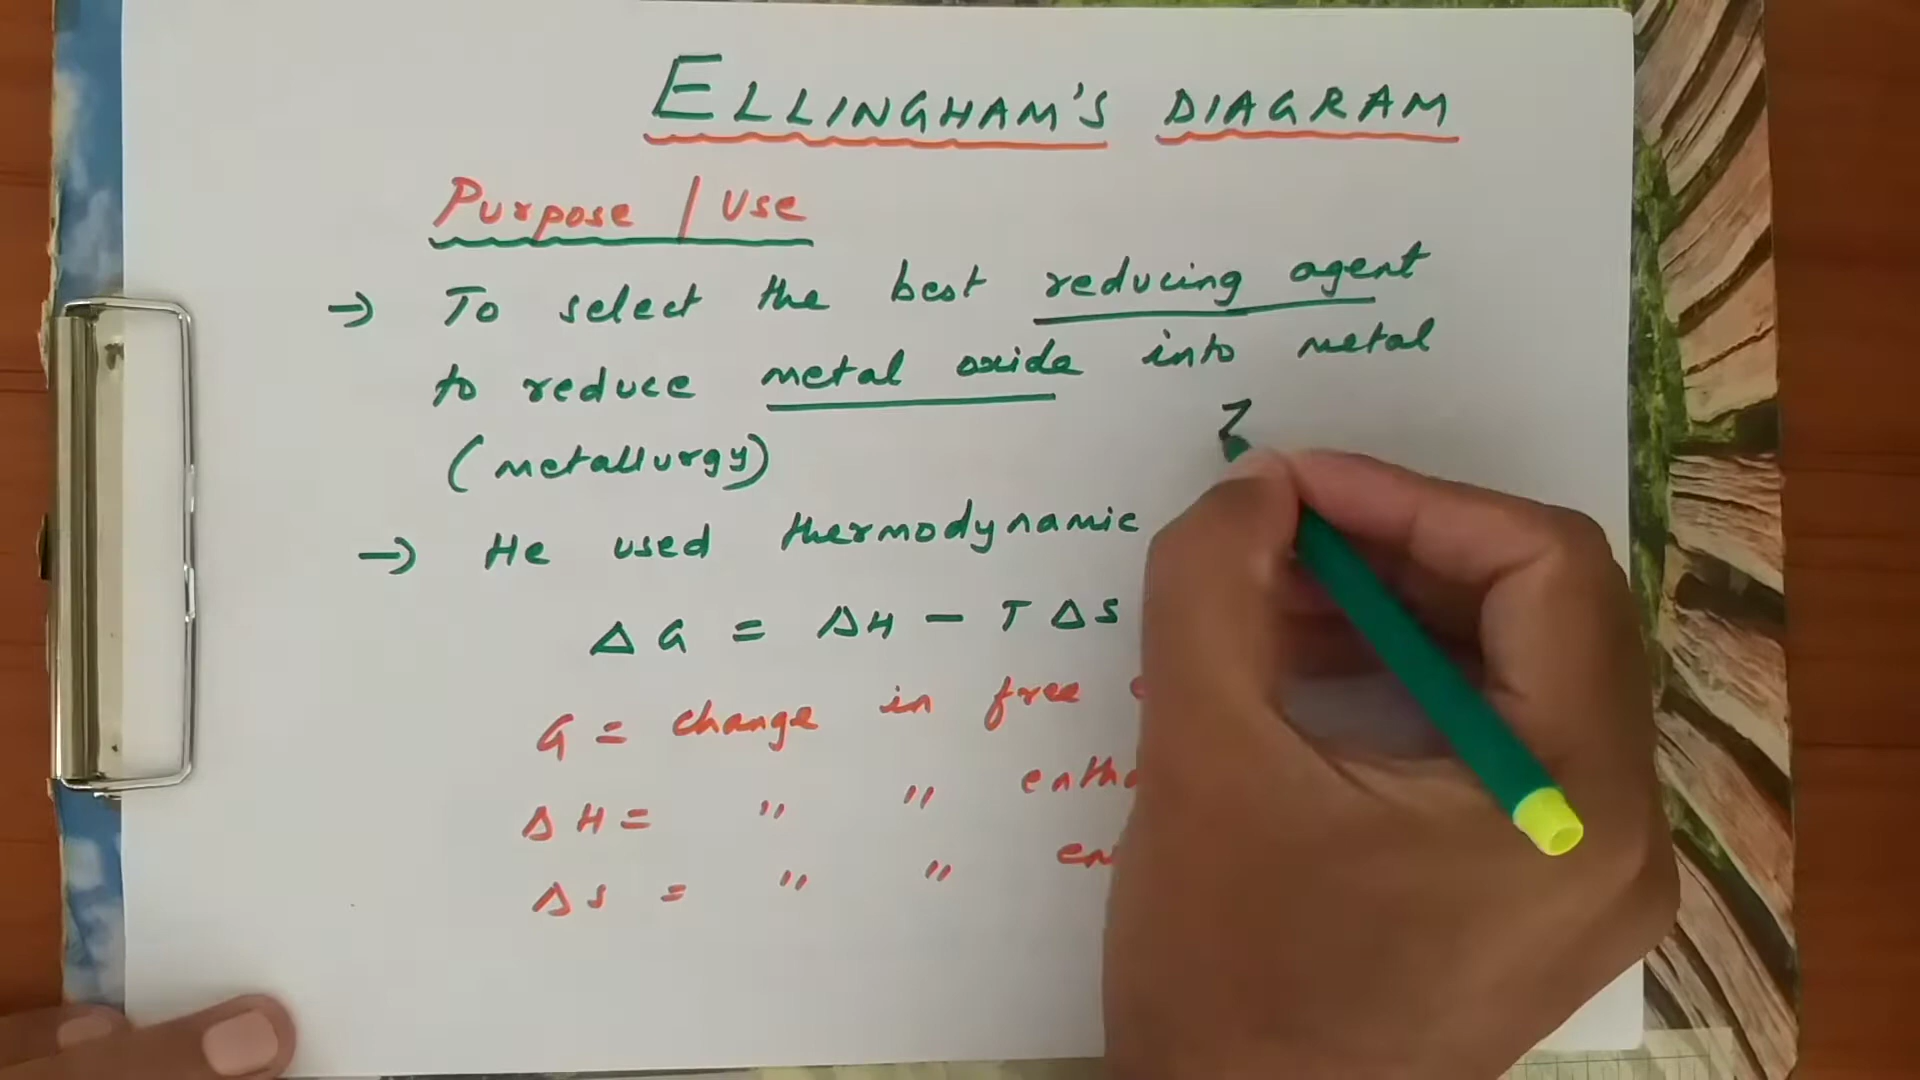 ELLINGHAM'S DIAGRAM
Purpose / Use
→ To select the best reducing agent
to reduce metal oxide into metal
Z
(metallurgy)
→ He used thermodynamic
ΔG = ΔH - TΔS
G = change in free
ΔH = " "
ΔS = " "